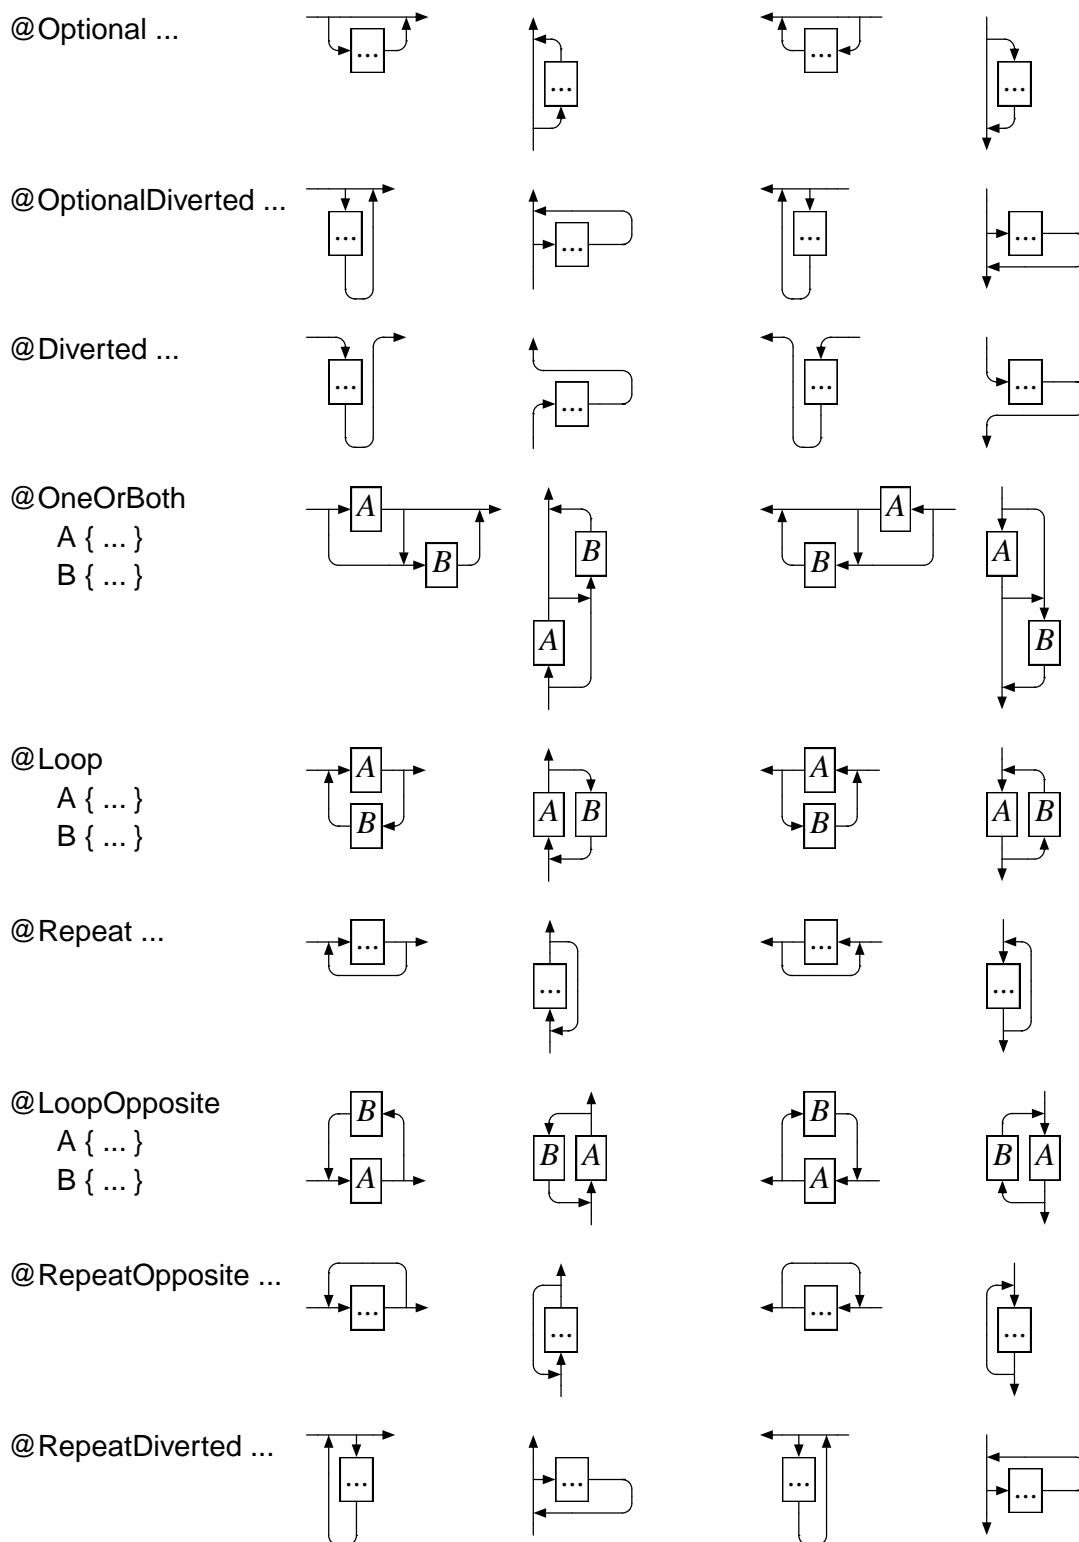 @Optional ...
... ... ... ...
@OptionalDiverted ...
... ... ... ...
@Diverted ...
... ... ... ...
@OneOrBoth
A { ... }
B { ... }
A B B A A B A B
@Loop
A { ... }
B { ... }
A B A B A B A B
@Repeat ...
... ... ... ...
@LoopOpposite
A { ... }
B { ... }
B A B A B A B A
@RepeatOpposite ...
... ... ... ...
@RepeatDiverted ...
... ... ... ...